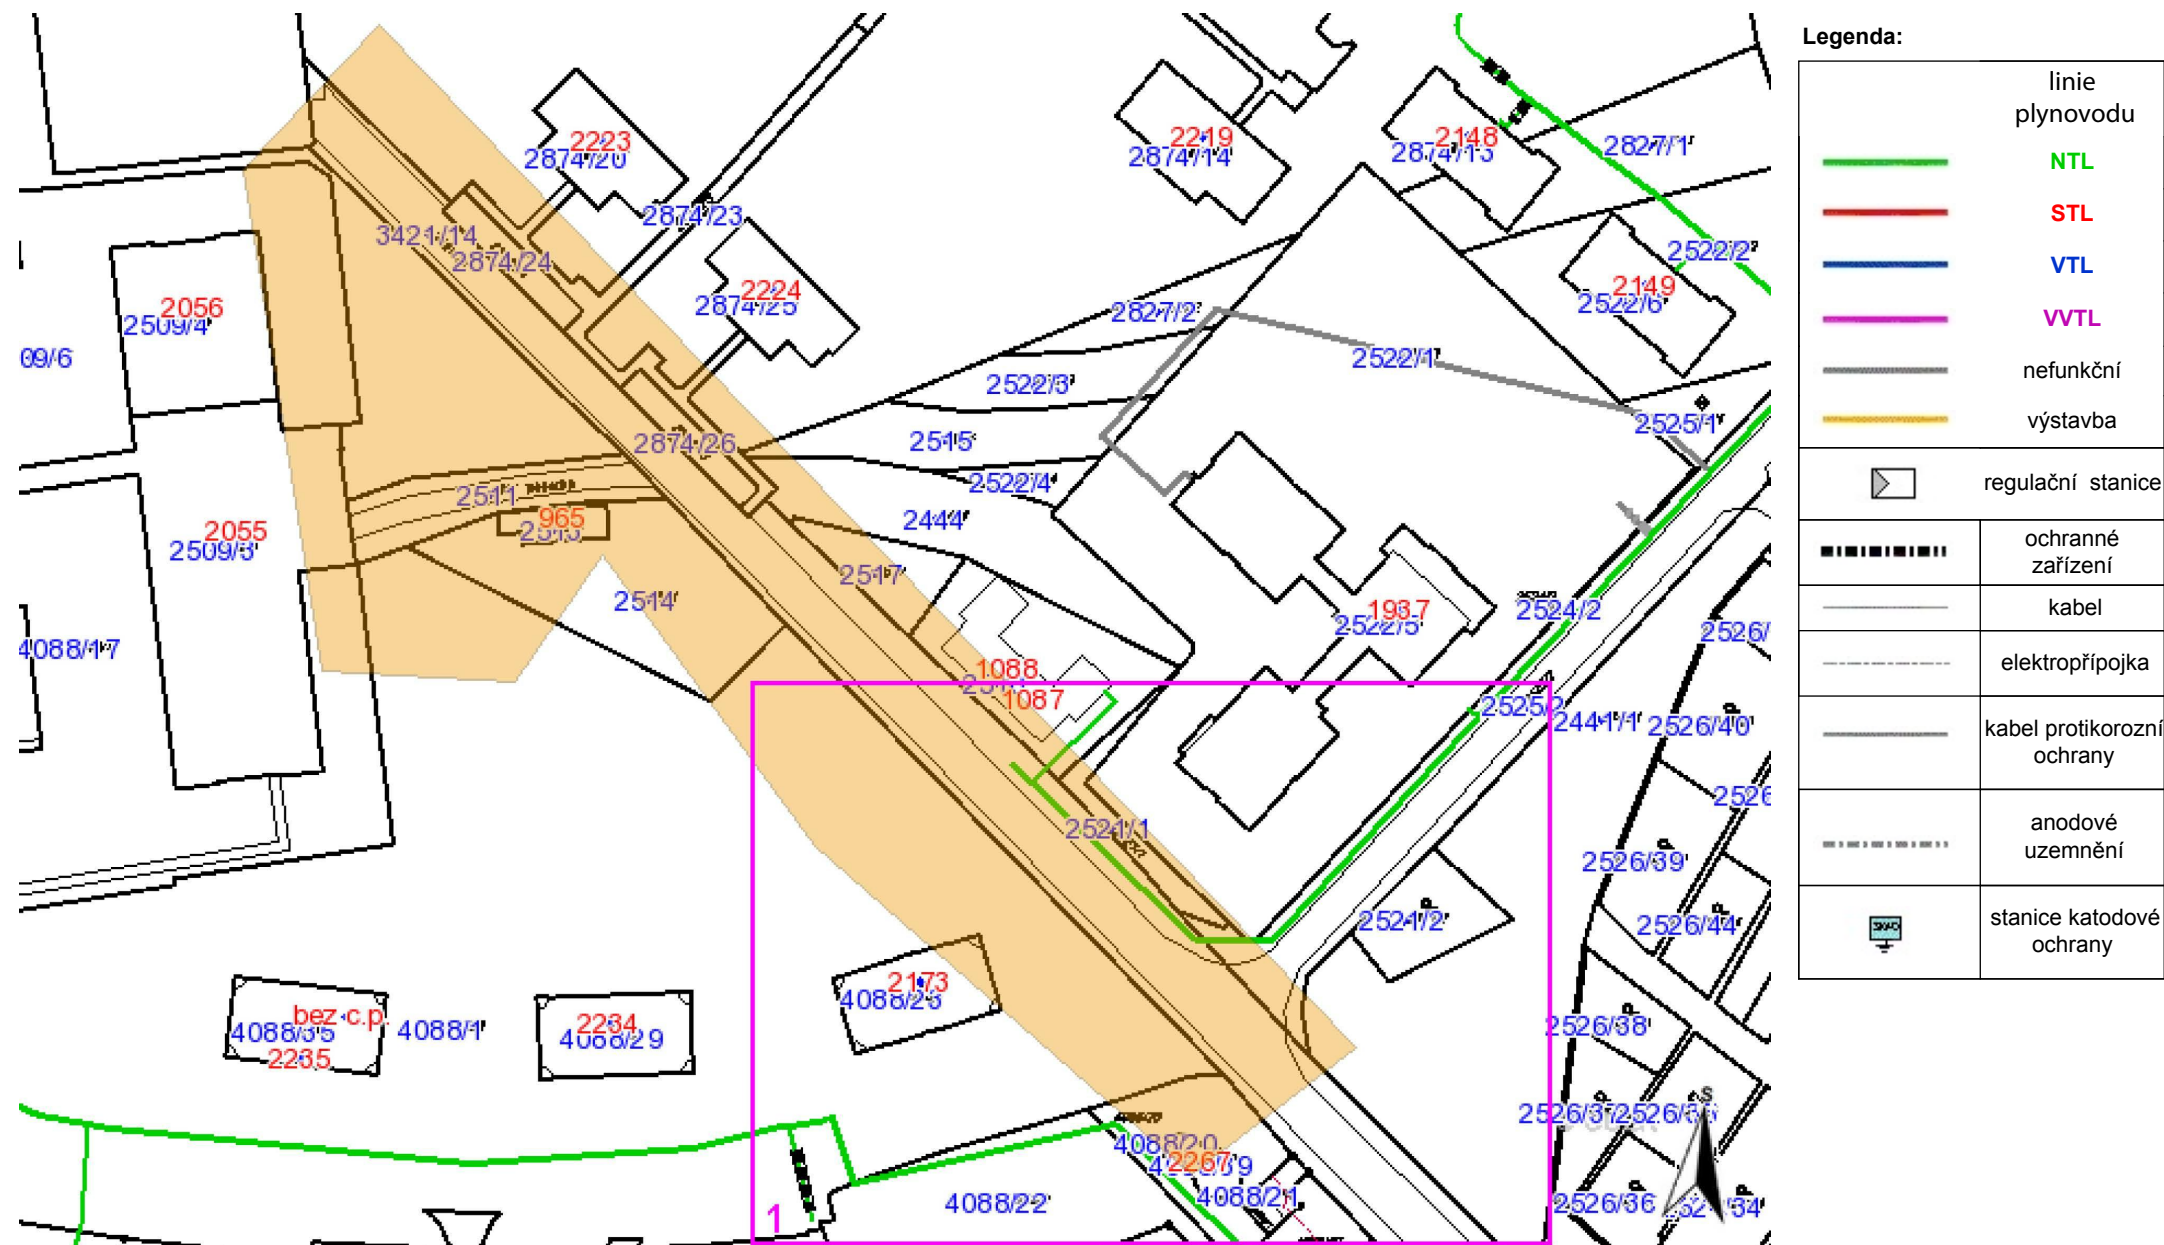 2223
2874/20
2219
2874/14
2148
2827/1
2874/23
3421/14
2874/24
2522/2
2224
2874/25
2149
2522/6
2056
2509/4
2827/2
09/6
2522/1
2522/3
2525/1
2515
2874/26
2522/4
2511
965
2444
2055
2509/3
2517
2514
1937
2522/5
2524/2
2526/
4088/17
1088
1087
2525/2
2441/1
2526/40
2526
2521/1
2526/39
2521/2
2526/44
2173
bez c.p.
4088/35
2235
4088/1
2234
4088/29
2526/38
2526/37
4088/20
2267
4088/21
4088/22
2526/36
1
S
Legenda:
linie
plynovodu
NTL
STL
VTL
VVTL
nefunkční
výstavba
regulační stanice
ochranné
zařízení
kabel
elektropřípojka
kabel protikorozní
ochrany
anodové
uzemnění
stanice katodové
ochrany